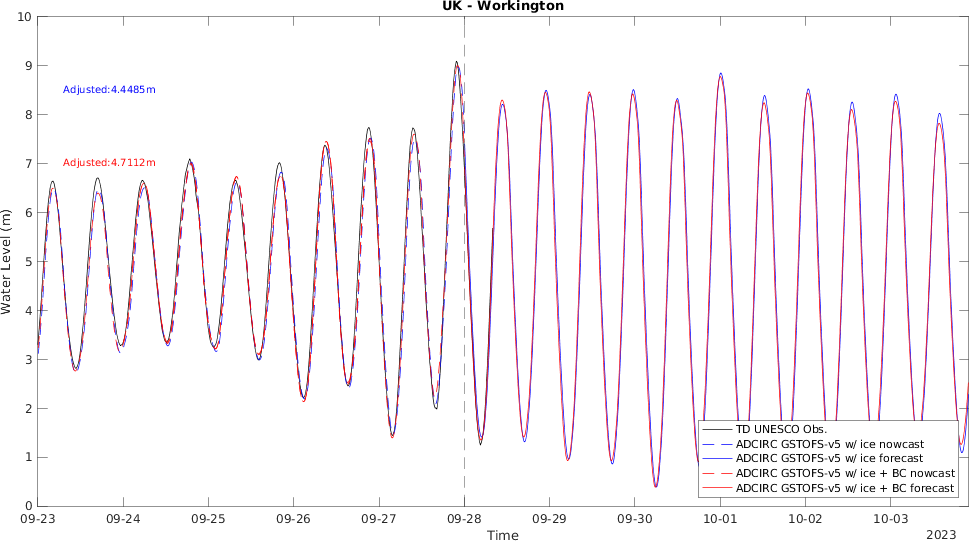 UK - Workington
10
9
8
7
6
5
4
3
2
1
0
Water Level (m)
Adjusted:4.4485m
Adjusted:4.7112m
TD UNESCO Obs.
ADCIRC GSTOFS-v5 w/ ice nowcast
ADCIRC GSTOFS-v5 w/ ice forecast
ADCIRC GSTOFS-v5 w/ ice + BC nowcast
ADCIRC GSTOFS-v5 w/ ice + BC forecast
09-23 09-24 09-25 09-26 09-27 09-28 09-29 09-30 10-01 10-02 10-03
Time
2023